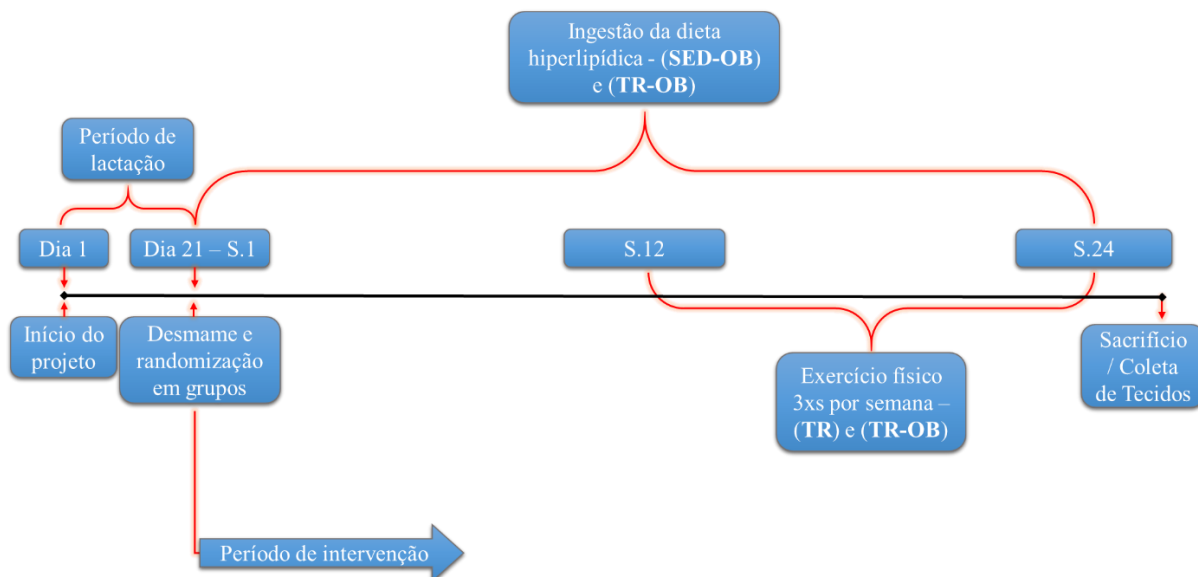 Ingestão da dieta
hiperlipídica - (SED-OB)
e (TR-OB)
Período de
lactação
Dia 1
Dia 21 – S.1
S.12
S.24
Início do
projeto
Desmame e
randomização
em grupos
Exercício físico
3xs por semana –
(TR) e (TR-OB)
Sacrifício
/ Coleta
de Tecidos
Período de intervenção